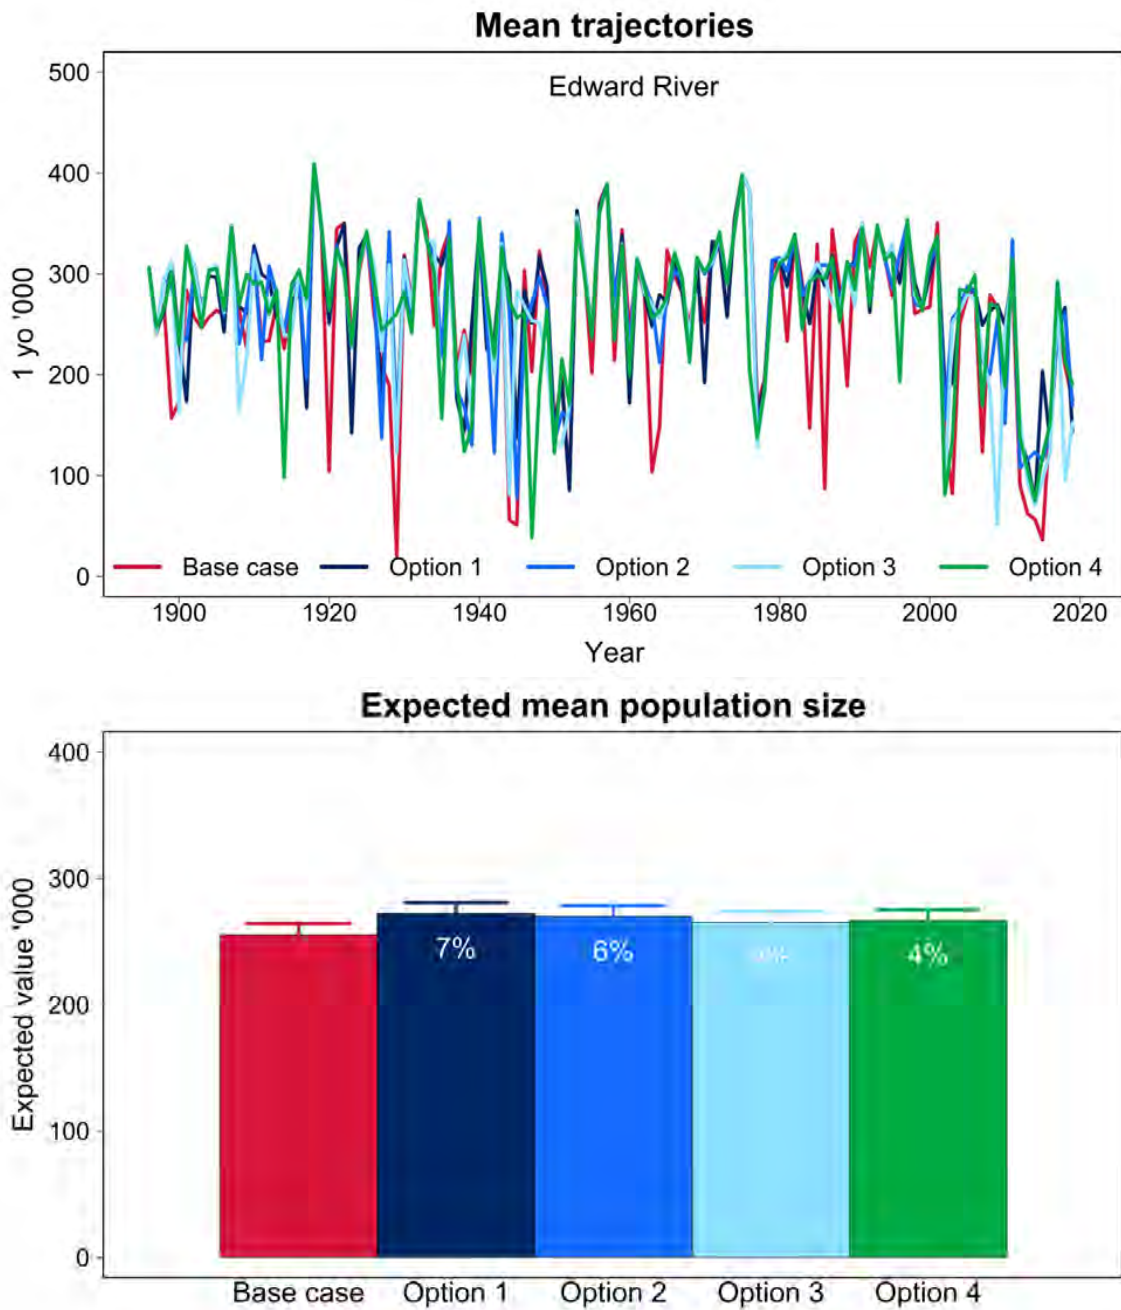 Mean trajectories
Edward River
500
400
300
200
100
0
1 yo '000
Base case Option 1 Option 2 Option 3 Option 4
1900 1920 1940 1960 1980 2000 2020
Year
Expected mean population size
400
300
200
100
0
Expected value '000
7% 6% 4%
Base case Option 1 Option 2 Option 3 Option 4